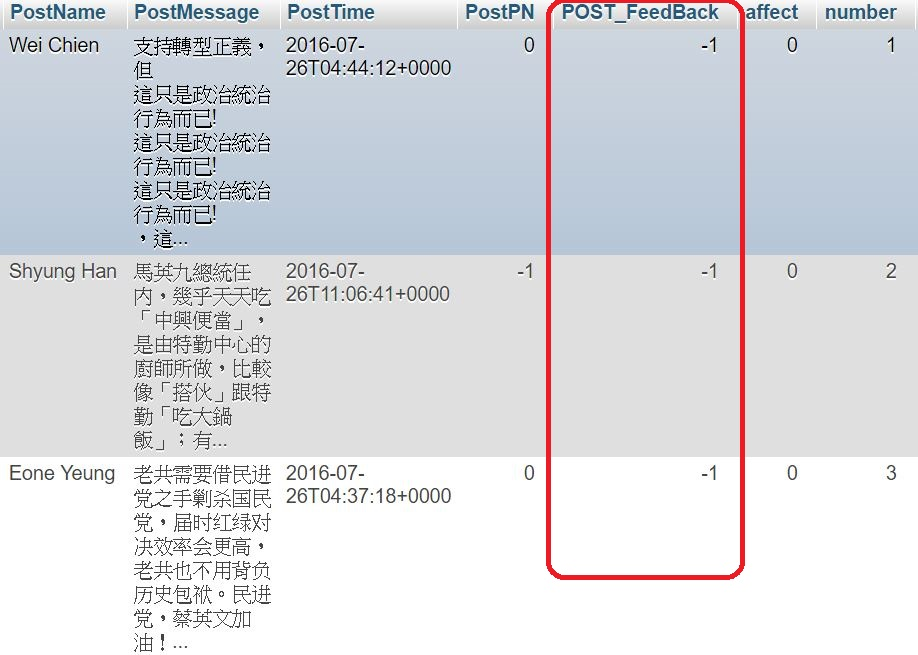 PostName PostMessage PostTime PostPN POST_FeedBack affect number
Wei Chien 支持轉型正義， 2016-07- 0 -1 0 1
但 26T04:44:12+0000
這只是政治統治
行為而已!
這只是政治統治
行為而已!
這只是政治統治
行為而已!
，這...
Shyung Han 馬英九總統任 2016-07- -1 -1 0 2
內，幾乎天天吃 26T11:06:41+0000
「中興便當」，
是由特勤中心的
廚師所做，比較
像「搭伙」跟特
勤「吃大鍋
飯」；有...
Eone Yeung 老共需要借民进 2016-07- 0 -1 0 3
党之手剿杀国民 26T04:37:18+0000
党，届时红绿对
决效率会更高，
老共也不用背负
历史包袱。民进
党，蔡英文加
油！...